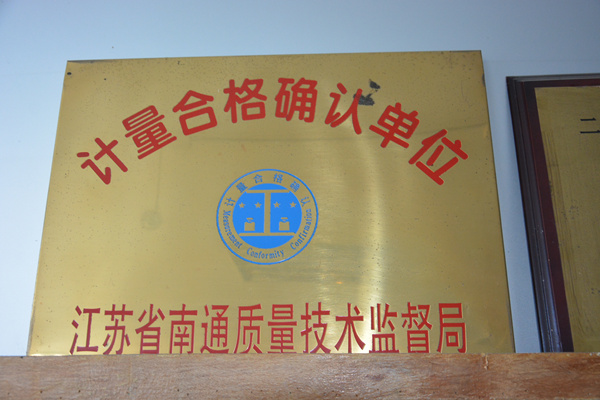 计量合格确认单位
计量合格确认
Measurement Conformity Confirmation
江苏省南通质量技术监督局
二